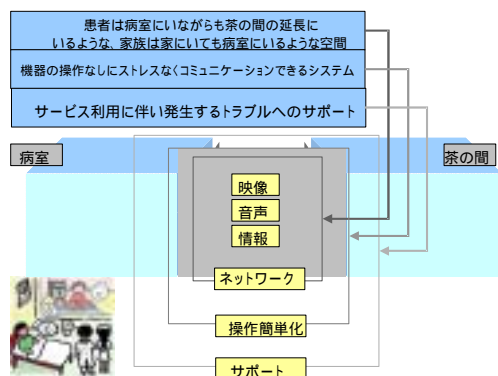 患者は病室にいながらも茶の間の延長に
いるような、家族は家にいても病室にいるような空間
機器の操作なしにストレスなくコミュニケーションできるシステム
サービス利用に伴い発生するトラブルへのサポート
病室
茶の間
映像
音声
情報
ネットワーク
操作簡単化
サポート